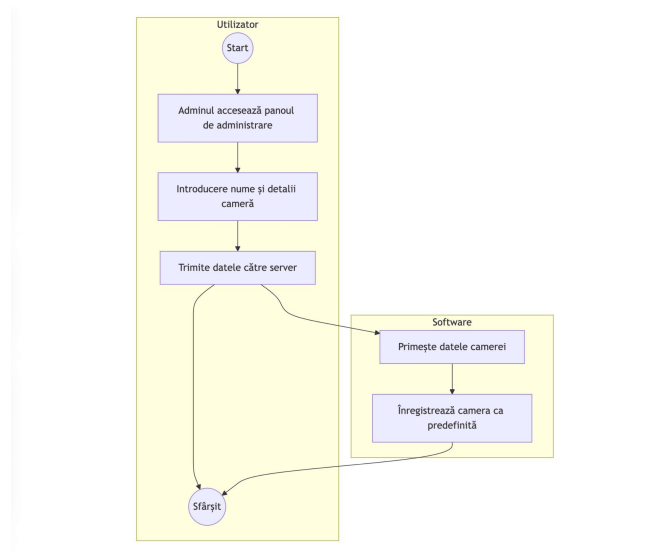 Utilizator
Start
Adminul accesează panoul
de administrare
Introducere nume și detalii
cameră
Trimite datele către server
Software
Primește datele camerei
Înregistrează camera ca
predefinită
Sfârșit